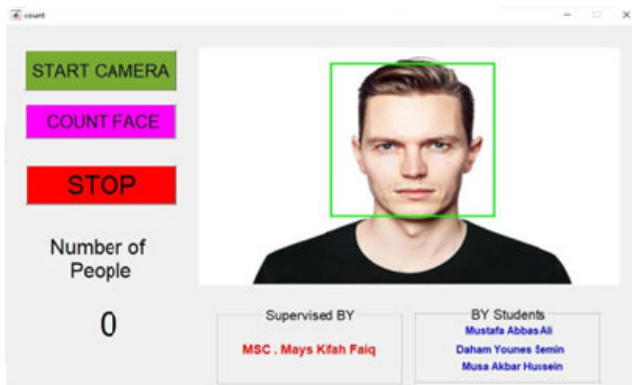 count
START CAMERA
COUNT FACE
STOP
Number of
People
0
Supervised BY
MSC . Mays Kifah Faiq
BY Students
Mustafa Abbas Ali
Daham Younes Semin
Musa Akbar Hussein